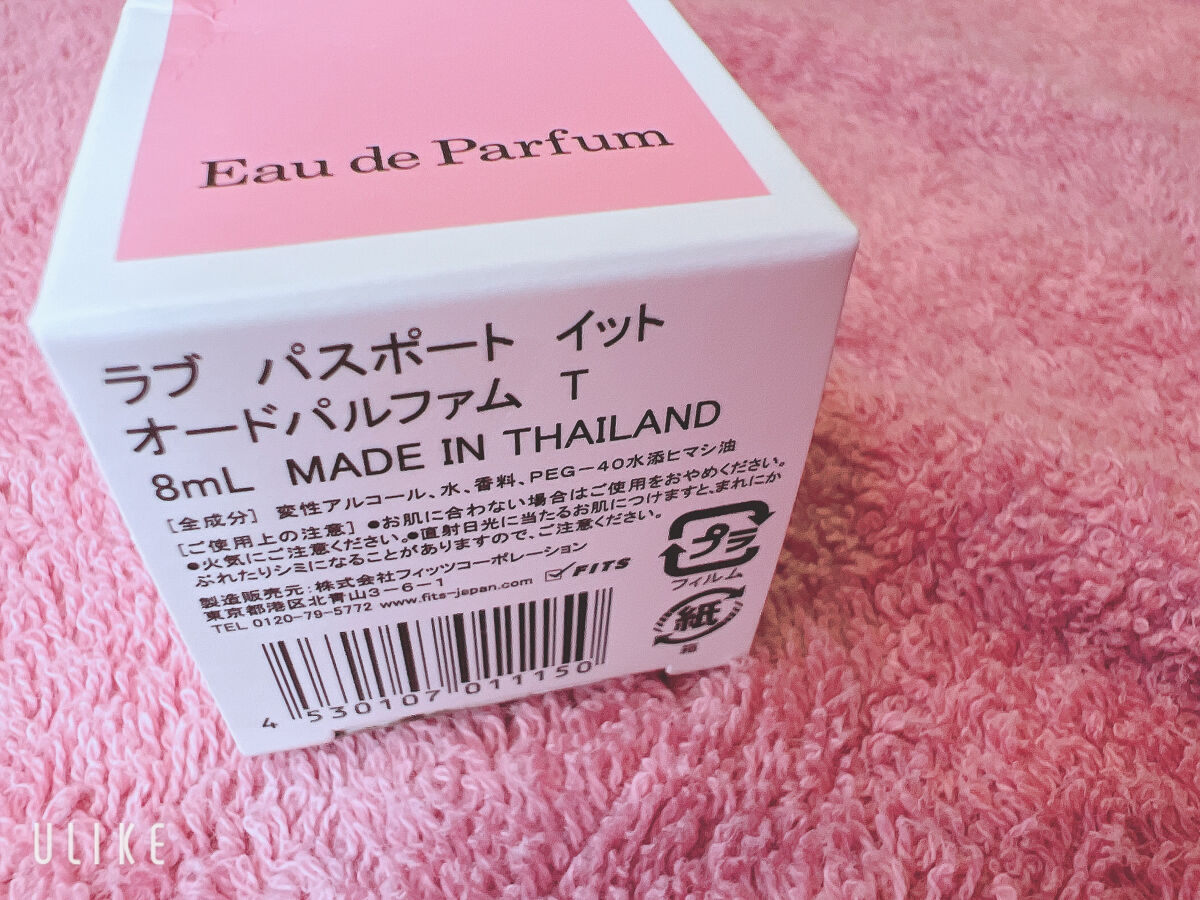 Eau de Parfum
ラブ パスポート イット
オードパルファム T
8mL MADE IN THAILAND
[全成分] 変性アルコール、水、香料、PEG-40水添ヒマシ油
[ご使用上の注意] ●お肌に合わない場合はご使用をおやめください。
●火気にご注意ください。●直射日光に当たるお肌につけますと、まれにか
ぶれたりシミになることがありますので、ご注意ください。
製造販売元:株式会社フィッツコーポレーション
東京都港区北青山3-6-1
TEL 0120-79-5772 www.fits-japan.com
FITS
プラ
フィルム
紙
箱
4 530107 011150
ULIKE